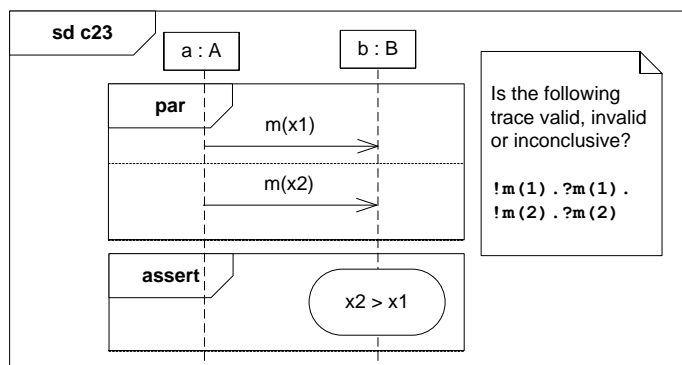 sd c23
a : A
b : B
par
m(x1)
m(x2)
assert
x2 > x1
Is the following
trace valid, invalid
or inconclusive?
!m(1).?m(1).
!m(2).?m(2)